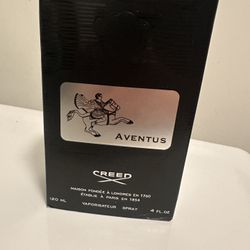 AVENTUS
CREED
MAISON FONDÉE À LONDRES EN 1760
ÉTABLIE À PARIS EN 1854
120 ML VAPORISATEUR SPRAY 4 FL.OZ